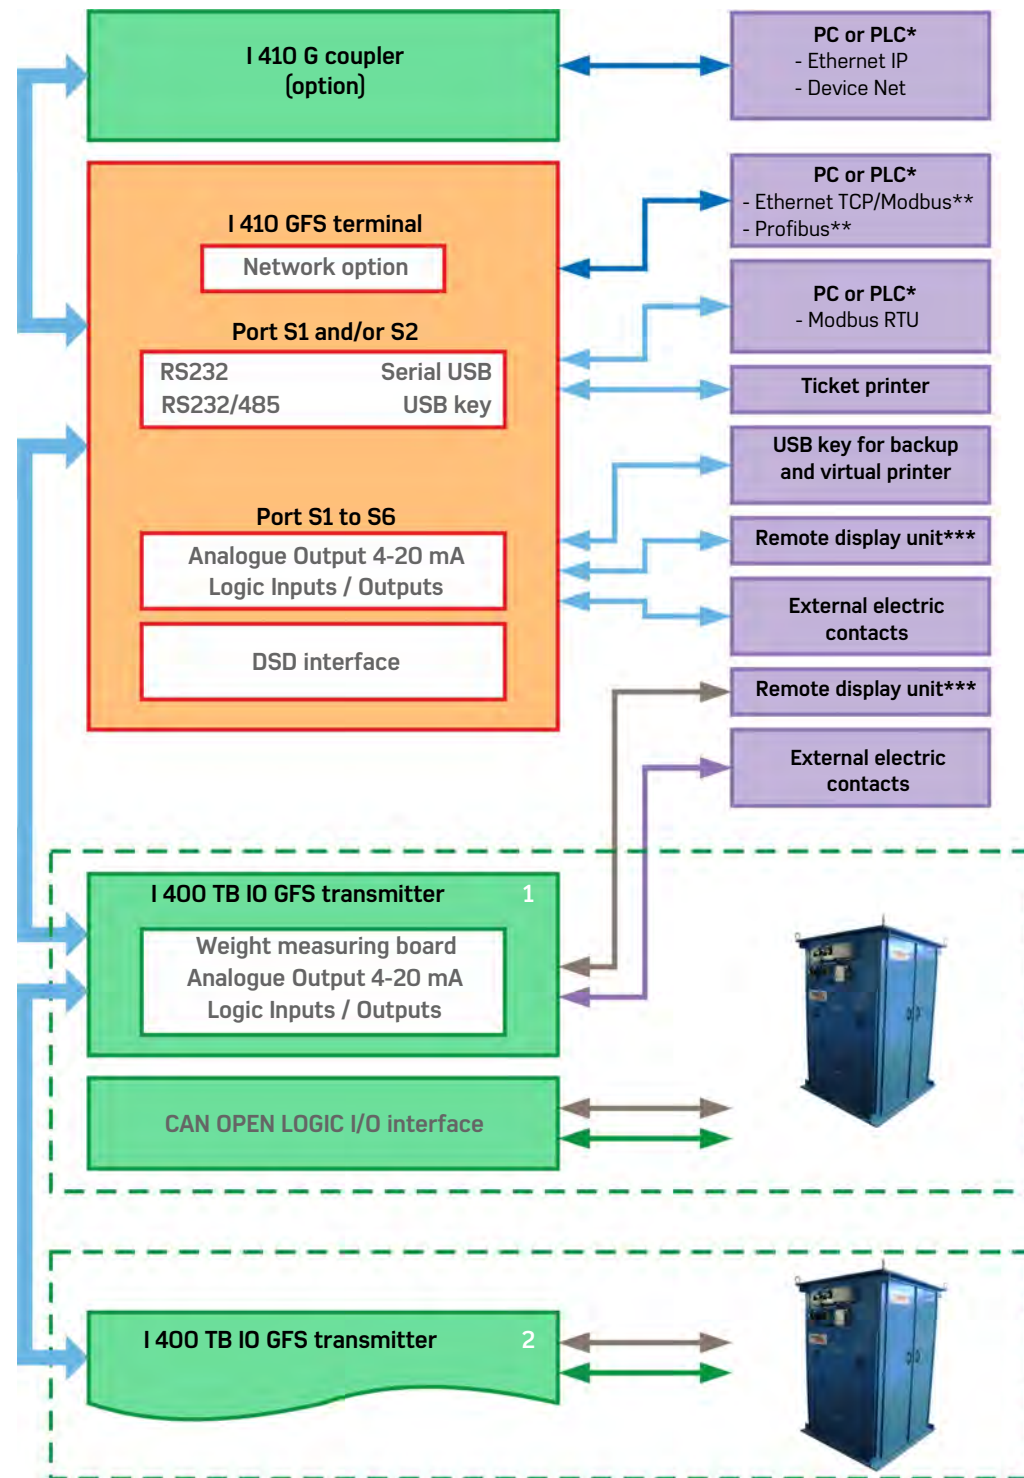 I 410 G coupler
(option)
PC or PLC*
- Ethernet IP
- Device Net
I 410 GFS terminal
Network option
PC or PLC*
- Ethernet TCP/Modbus**
- Profibus**
Port S1 and/or S2
RS232 Serial USB
RS232/485 USB key
PC or PLC*
- Modbus RTU
Ticket printer
USB key for backup
and virtual printer
Port S1 to S6
Analogue Output 4-20 mA
Logic Inputs / Outputs
Remote display unit***
External electric
contacts
DSD interface
Remote display unit***
External electric
contacts
I 400 TB IO GFS transmitter 1
Weight measuring board
Analogue Output 4-20 mA
Logic Inputs / Outputs
CAN OPEN LOGIC I/O interface
I 400 TB IO GFS transmitter 2